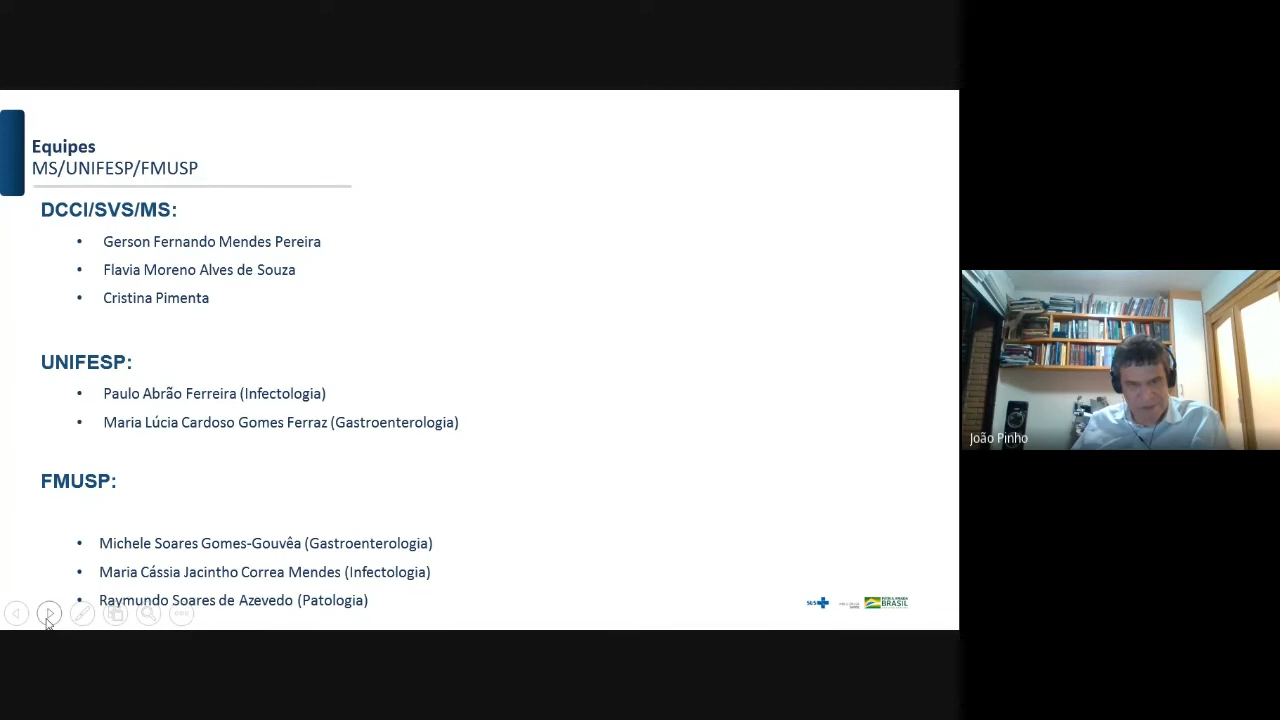 Equipes
MS/UNIFESP/FMUSP
DCCI/SVS/MS:
• Gerson Fernando Mendes Pereira
• Flavia Moreno Alves de Souza
• Cristina Pimenta
UNIFESP:
• Paulo Abrão Ferreira (Infectologia)
• Maria Lúcia Cardoso Gomes Ferraz (Gastroenterologia)
FMUSP:
• Michele Soares Gomes-Gouvêa (Gastroenterologia)
• Maria Cássia Jacintho Correa Mendes (Infectologia)
• Raymundo Soares de Azevedo (Patologia)
SUS
BRASIL
João Pinho